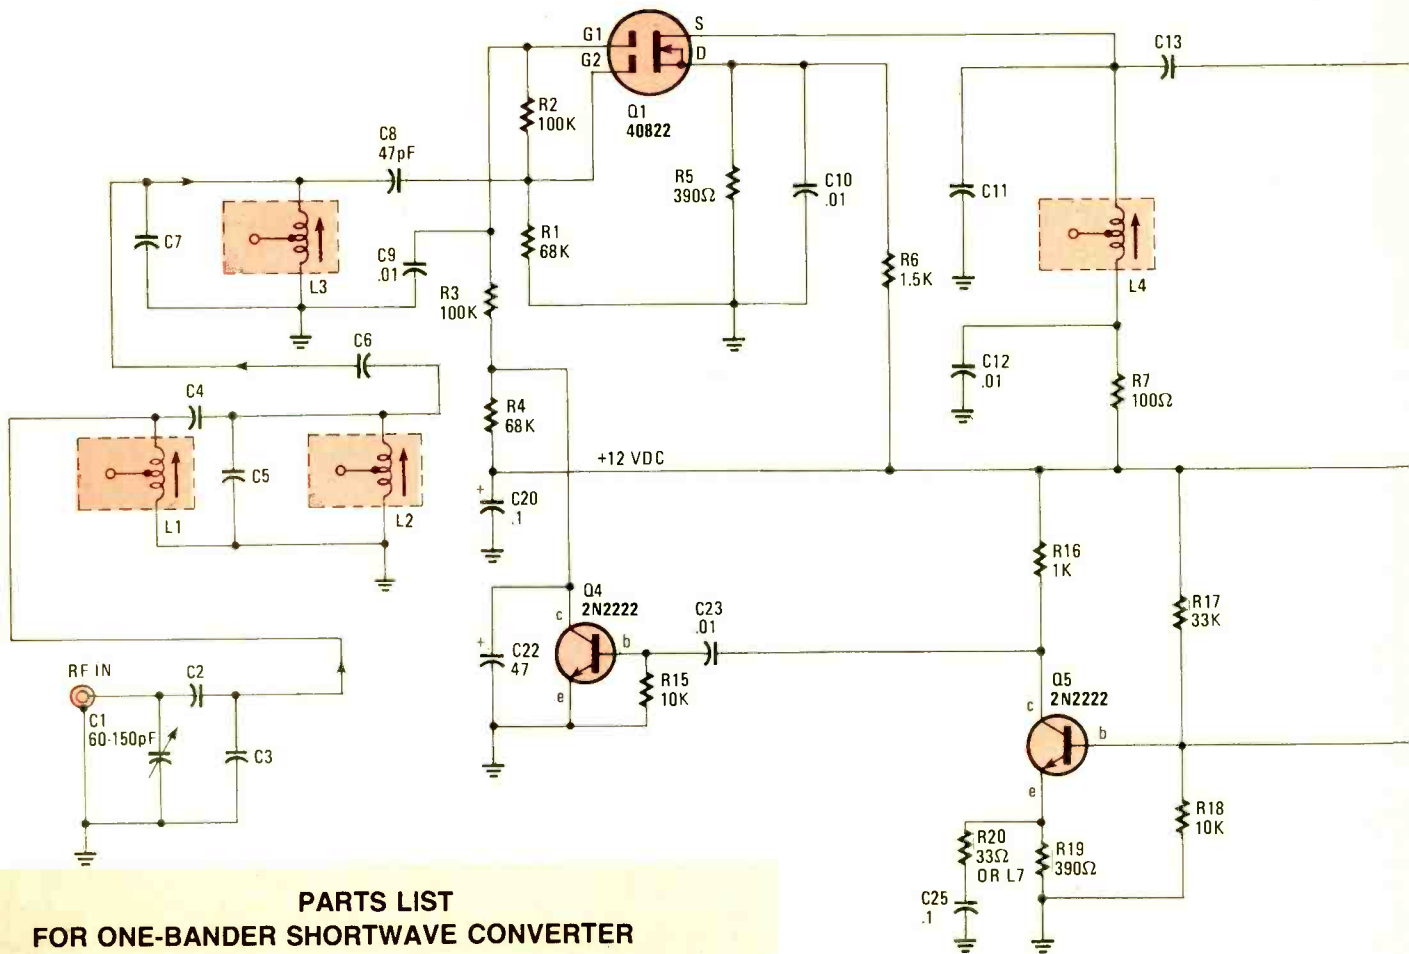 G1
G2
S
D
Q1
40822
R2
100K
C8
47pF
C13
R5
390Ω
C10
.01
C11
C7
L3
C9
.01
R1
68K
R3
100K
R6
1.5K
L4
C6
C12
.01
R7
100Ω
C4
R4
68K
+12 VDC
C5
L1
L2
+
C20
.1
R16
1K
Q4
2N2222
c
b
e
C23
.01
R17
33K
+
C22
47
R15
10K
RF IN
C2
C1
60-150pF
C3
Q5
2N2222
c
b
e
R18
10K
R20
33Ω
OR L7
R19
390Ω
C25
.1
PARTS LIST
FOR ONE-BANDER SHORTWAVE CONVERTER